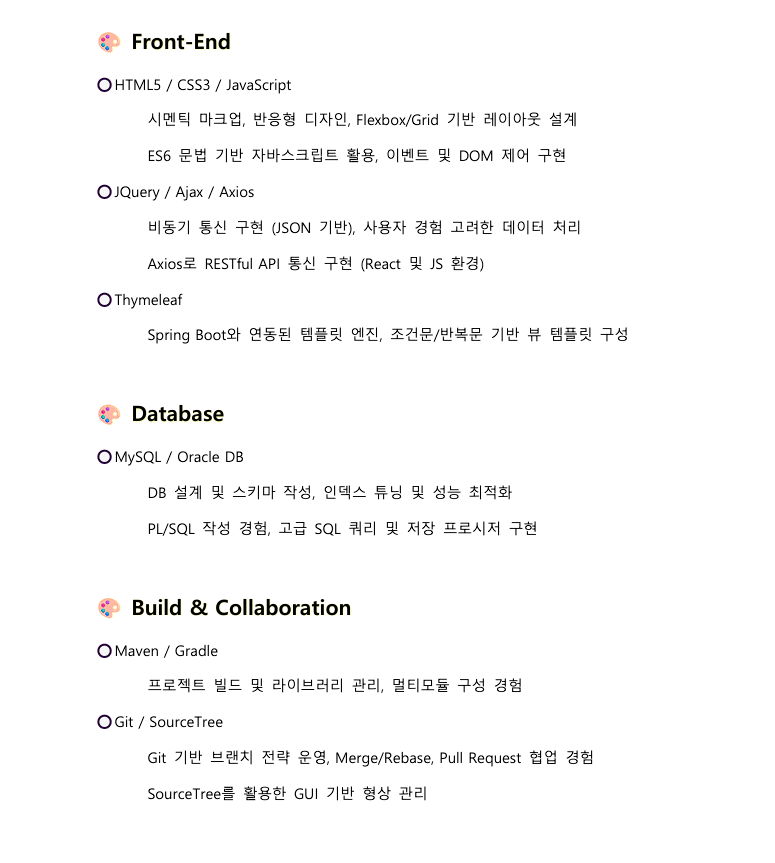 Front-End
HTML5 / CSS3 / JavaScript
시멘틱 마크업, 반응형 디자인, Flexbox/Grid 기반 레이아웃 설계
ES6 문법 기반 자바스크립트 활용, 이벤트 및 DOM 제어 구현
JQuery / Ajax / Axios
비동기 통신 구현 (JSON 기반), 사용자 경험 고려한 데이터 처리
Axios로 RESTful API 통신 구현 (React 및 JS 환경)
Thymeleaf
Spring Boot와 연동된 템플릿 엔진, 조건문/반복문 기반 뷰 템플릿 구성
Database
MySQL / Oracle DB
DB 설계 및 스키마 작성, 인덱스 튜닝 및 성능 최적화
PL/SQL 작성 경험, 고급 SQL 쿼리 및 저장 프로시저 구현
Build & Collaboration
Maven / Gradle
프로젝트 빌드 및 라이브러리 관리, 멀티모듈 구성 경험
Git / SourceTree
Git 기반 브랜치 전략 운영, Merge/Rebase, Pull Request 협업 경험
SourceTree를 활용한 GUI 기반 형상 관리